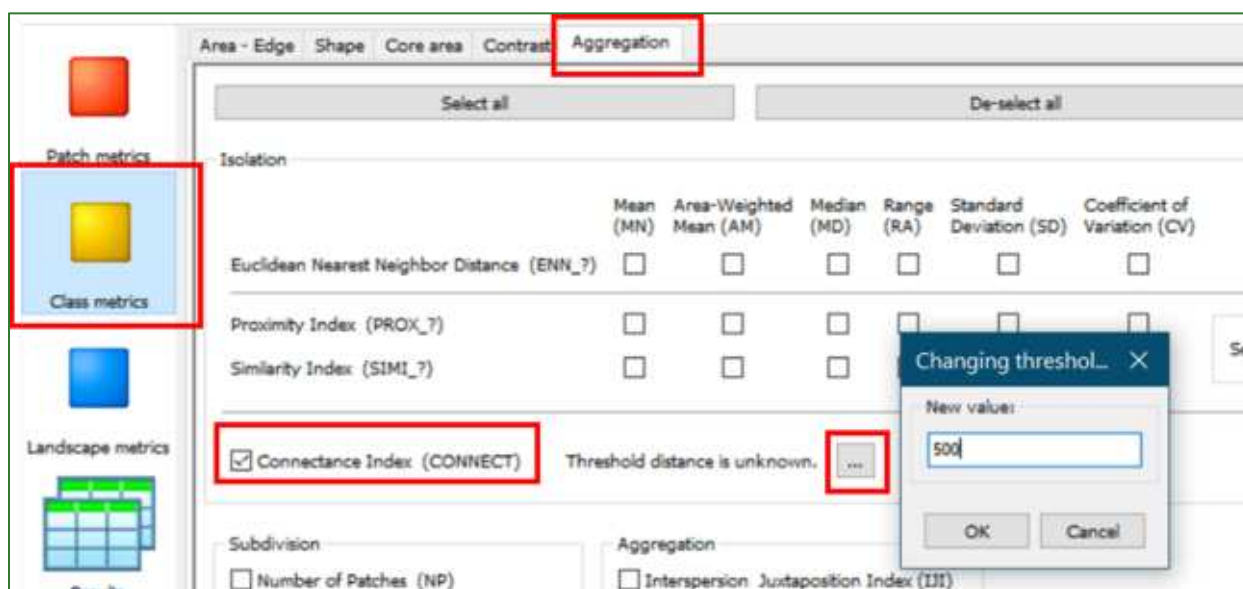 Area - Edge Shape Core area Contrast Aggregation
Select all De-select all
Patch metrics
Isolation
Mean (MN) Area-Weighted Mean (AM) Median (MD) Range (RA) Standard Deviation (SD) Coefficient of Variation (CV)
Euclidean Nearest Neighbor Distance (ENN_?)
Class metrics
Proximity Index (PROX_?)
Similarity Index (SIMI_?)
Changing threshol...
New value:
500
Landscape metrics
Connectance Index (CONNECT) Threshold distance is unknown. ...
OK Cancel
Subdivision Aggregation
Number of Patches (NP) Interspersion Juxtaposition Index (IJI)